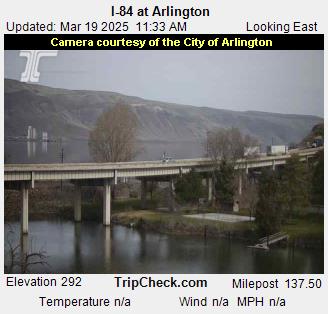 I-84 at Arlington
Updated: Mar 19 2025 11:33 AM Looking East
Camera courtesy of the City of Arlington
Elevation 292 TripCheck.com Milepost 137.50
Temperature n/a Wind n/a MPH n/a